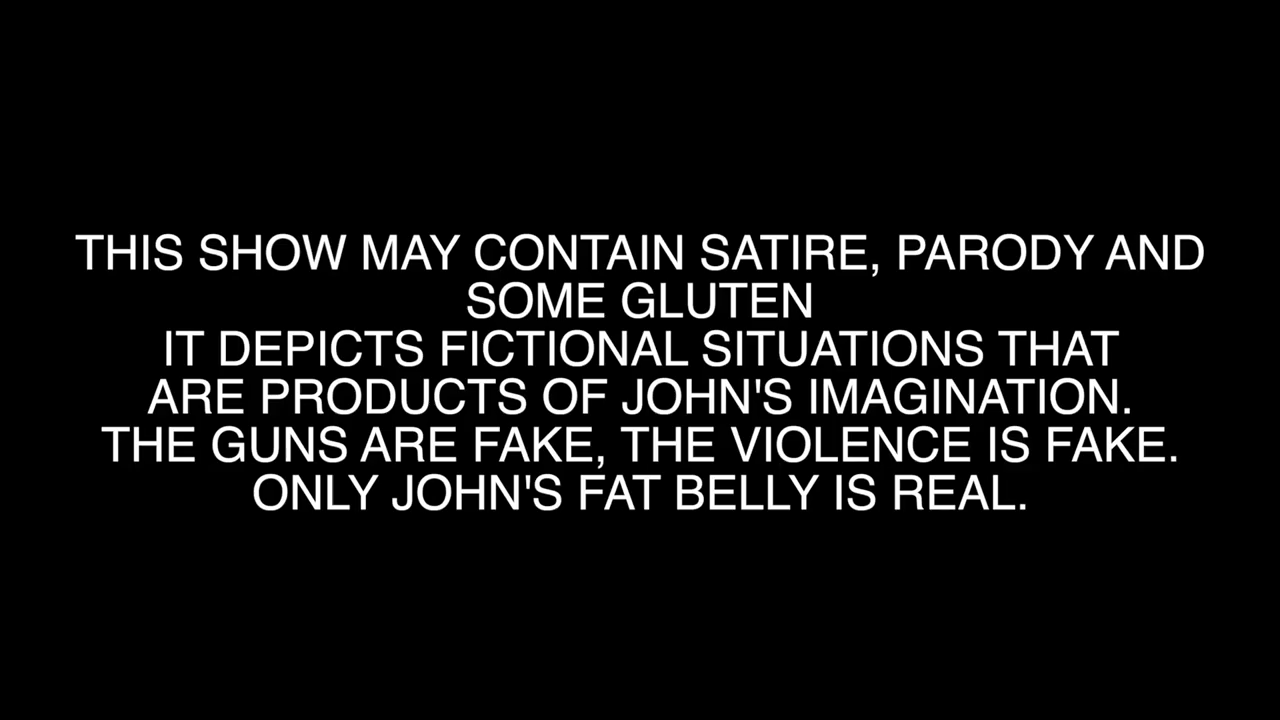 THIS SHOW MAY CONTAIN SATIRE, PARODY AND
SOME GLUTEN
IT DEPICTS FICTIONAL SITUATIONS THAT
ARE PRODUCTS OF JOHN'S IMAGINATION.
THE GUNS ARE FAKE, THE VIOLENCE IS FAKE.
ONLY JOHN'S FAT BELLY IS REAL.